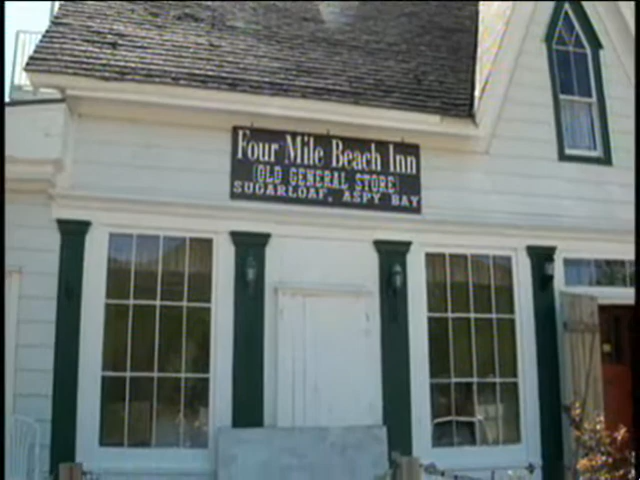 Four Mile Beach Inn
(OLD GENERAL STORE)
SUGARLOAF, ASPY BAY